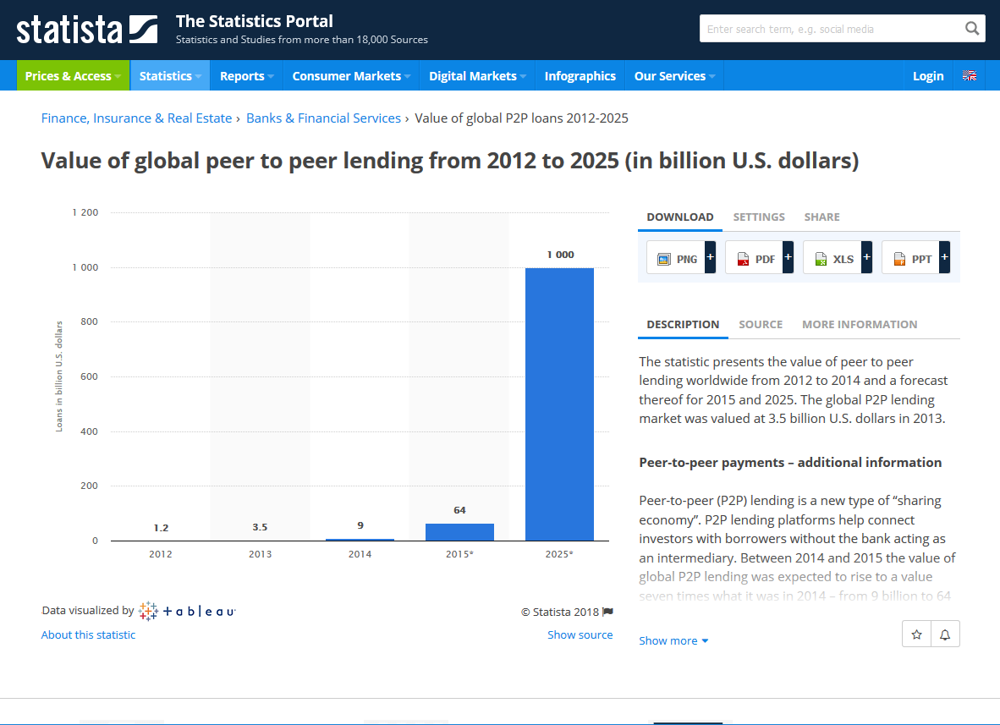 statista
The Statistics Portal
Statistics and Studies from more than 18,000 Sources
Enter search term, e.g. social media
Prices & Access
Statistics
Reports
Consumer Markets
Digital Markets
Infographics
Our Services
Login
Finance, Insurance & Real Estate › Banks & Financial Services › Value of global P2P loans 2012-2025
Value of global peer to peer lending from 2012 to 2025 (in billion U.S. dollars)
Loans in billion U.S. dollars
1 200
1 000
800
600
400
200
0
1.2
3.5
9
64
1 000
2012
2013
2014
2015*
2025*
Data visualized by +ableau
© Statista 2018
About this statistic
Show source
DOWNLOAD
SETTINGS
SHARE
PNG +
PDF +
XLS +
PPT +
DESCRIPTION
SOURCE
MORE INFORMATION
The statistic presents the value of peer to peer
lending worldwide from 2012 to 2014 and a forecast
thereof for 2015 and 2025. The global P2P lending
market was valued at 3.5 billion U.S. dollars in 2013.
Peer-to-peer payments – additional information
Peer-to-peer (P2P) lending is a new type of “sharing
economy”. P2P lending platforms help connect
investors with borrowers without the bank acting as
an intermediary. Between 2014 and 2015 the value of
global P2P lending was expected to rise to a value
seven times what it was in 2014 – from 9 billion to 64
Show more